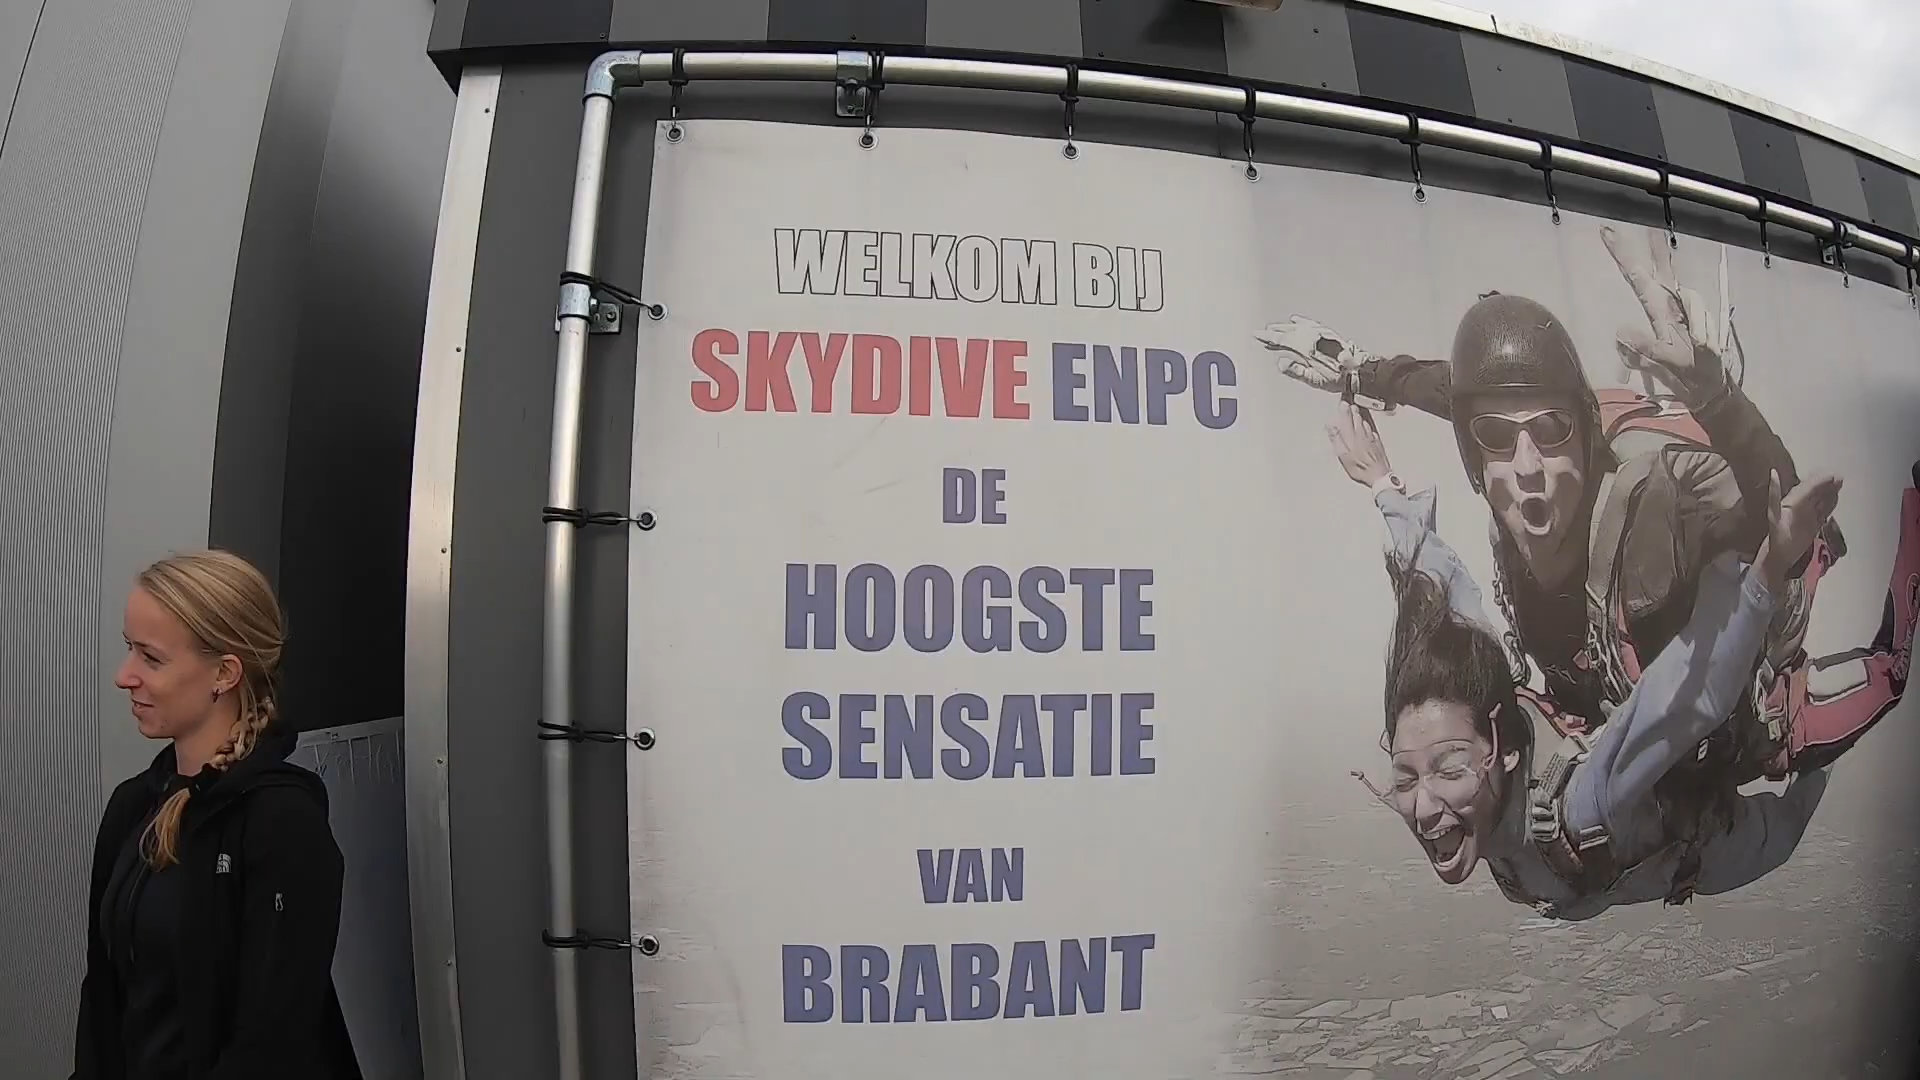 WELKOM BIJ
SKYDIVE ENPC
DE
HOOGSTE
SENSATIE
VAN
BRABANT